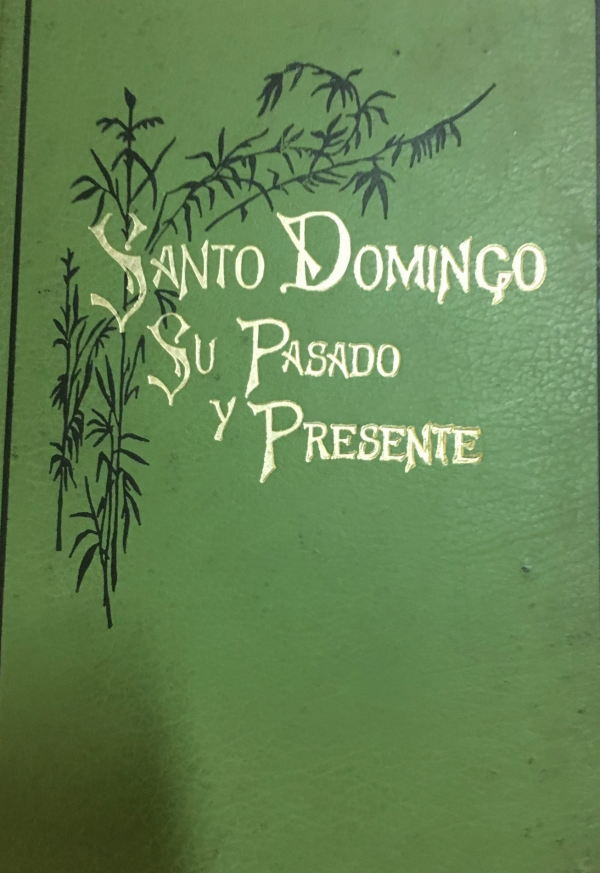 Santo Domingo
Su Pasado
y Presente